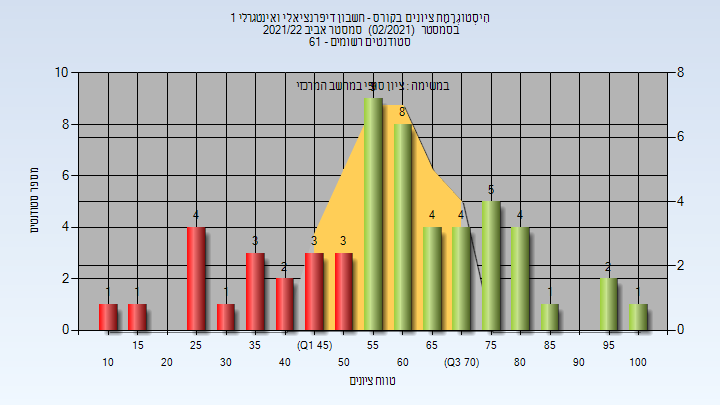 היסטוגרמת ציונים בקורס - חשבון דיפרנציאלי ואינטגרלי 1
בסמסטר (02/2021) סמסטר אביב 2021/22
סטודנטים רשומים - 61
במשימה : ציון סופי במחשב המרכזי
מספר סטודנטים
10 8 6 4 2 0
8 6 4 2 0
1 1 4 1 3 2 3 3 9 8 4 4 5 4 1 2 1
15 25 35 (Q1 45) 55 65 75 85 95
10 20 30 40 50 60 (Q3 70) 80 90 100
טווח ציונים